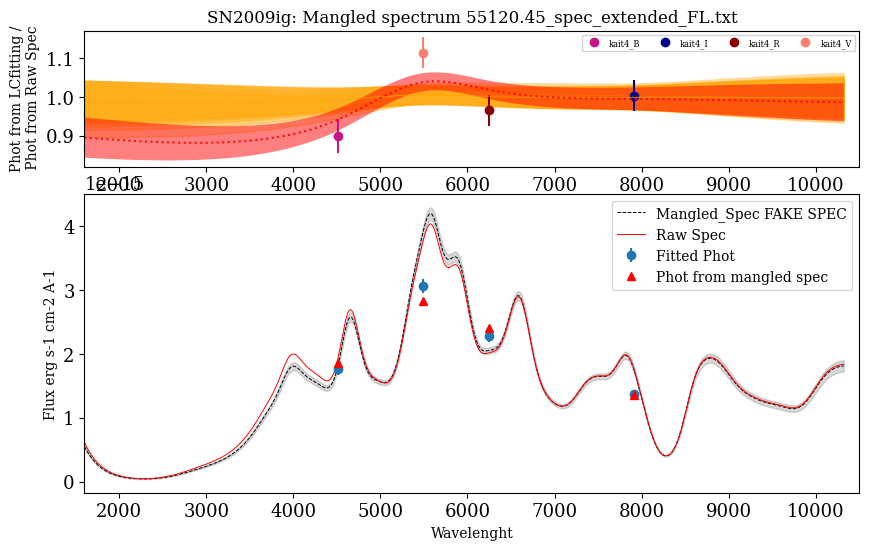 SN2009ig: Mangled spectrum 55120.45_spec_extended_FL.txt
Phot from LCfitting /
Phot from Raw Spec
1.1
1.0
0.9
kait4_B
kait4_I
kait4_R
kait4_V
2000 3000 4000 5000 6000 7000 8000 9000 10000
1e−15
Flux erg s-1 cm-2 A-1
4
3
2
1
0
Mangled_Spec FAKE SPEC
Raw Spec
Fitted Phot
Phot from mangled spec
2000 3000 4000 5000 6000 7000 8000 9000 10000
Wavelenght